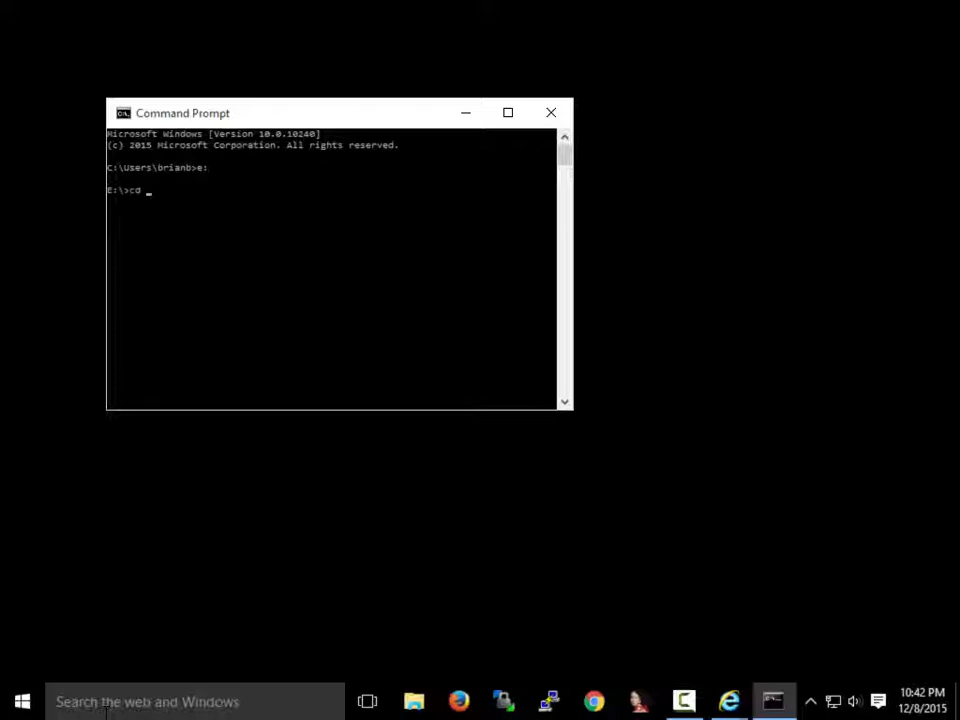 Command Prompt
Microsoft Windows [Version 10.0.10240]
(c) 2015 Microsoft Corporation. All rights reserved.
C:\Users\brianb>e:
E:\>cd _
Search the web and Windows
10:42 PM
12/8/2015